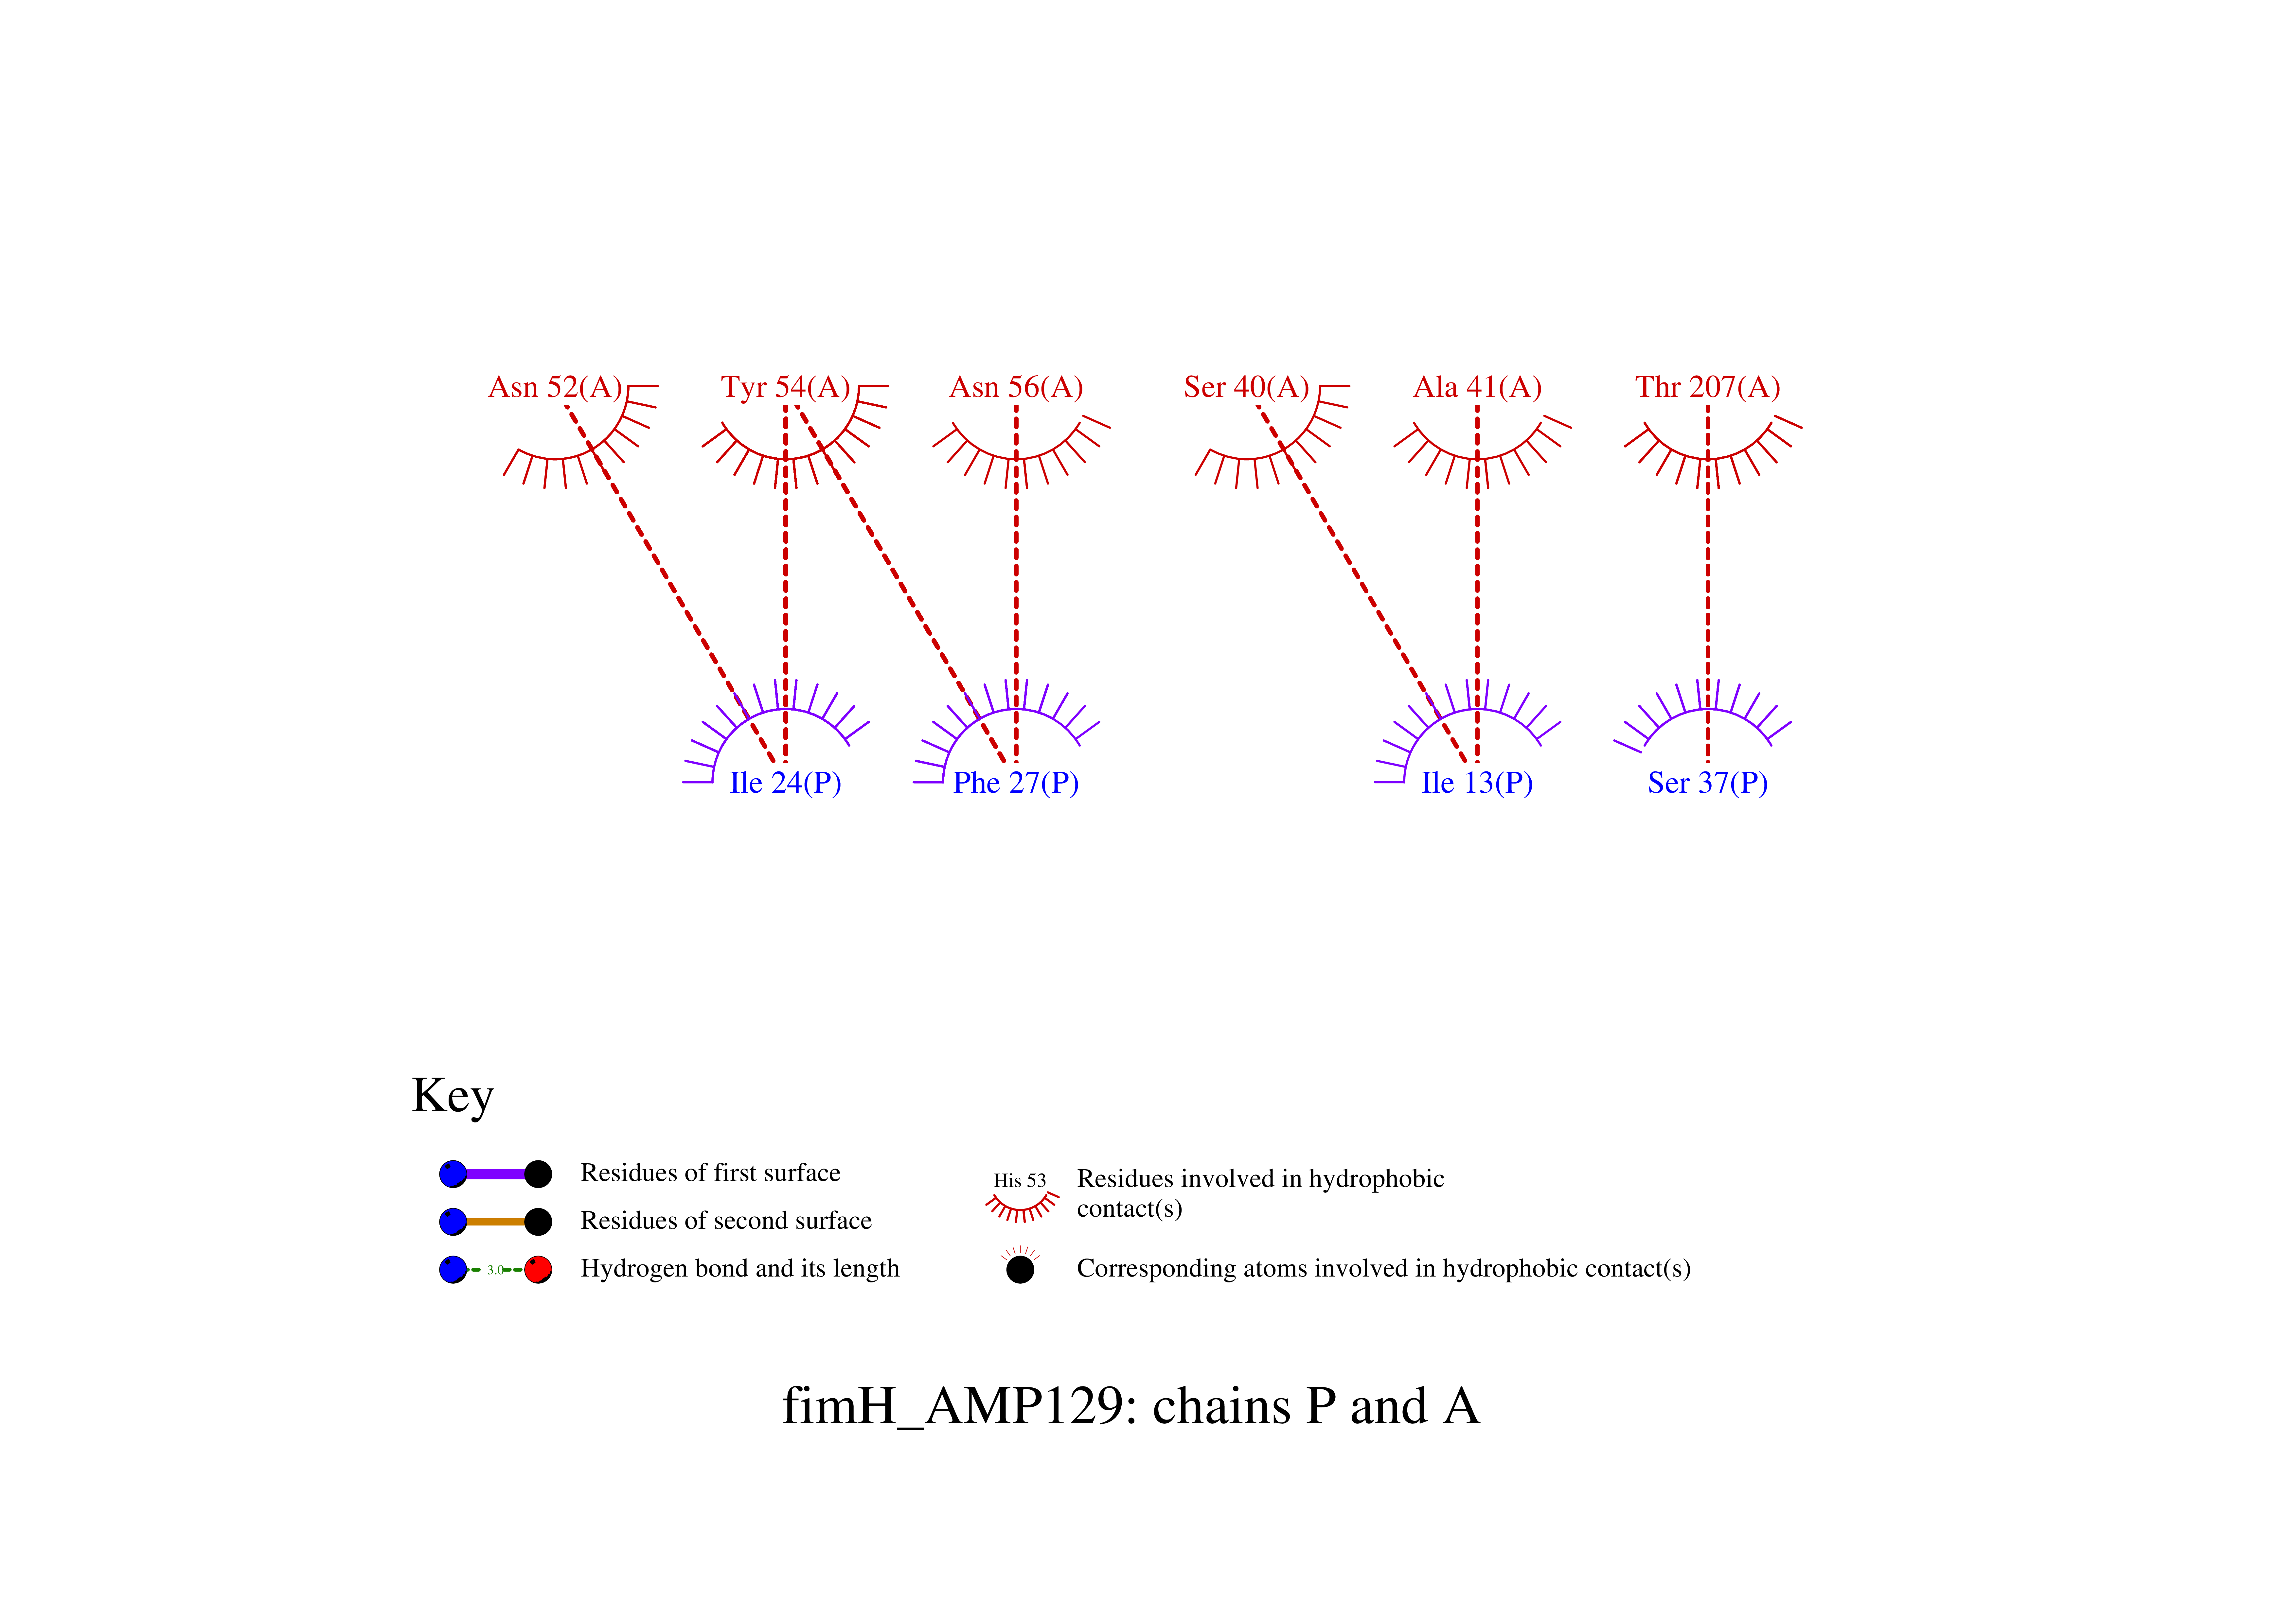 Asn 52(A) Tyr 54(A) Asn 56(A) Ser 40(A) Ala 41(A) Thr 207(A)
Ile 24(P) Phe 27(P) Ile 13(P) Ser 37(P)
Key
Residues of first surface
Residues of second surface
3.0 Hydrogen bond and its length
His 53 Residues involved in hydrophobic
contact(s)
Corresponding atoms involved in hydrophobic contact(s)
fimH_AMP129: chains P and A